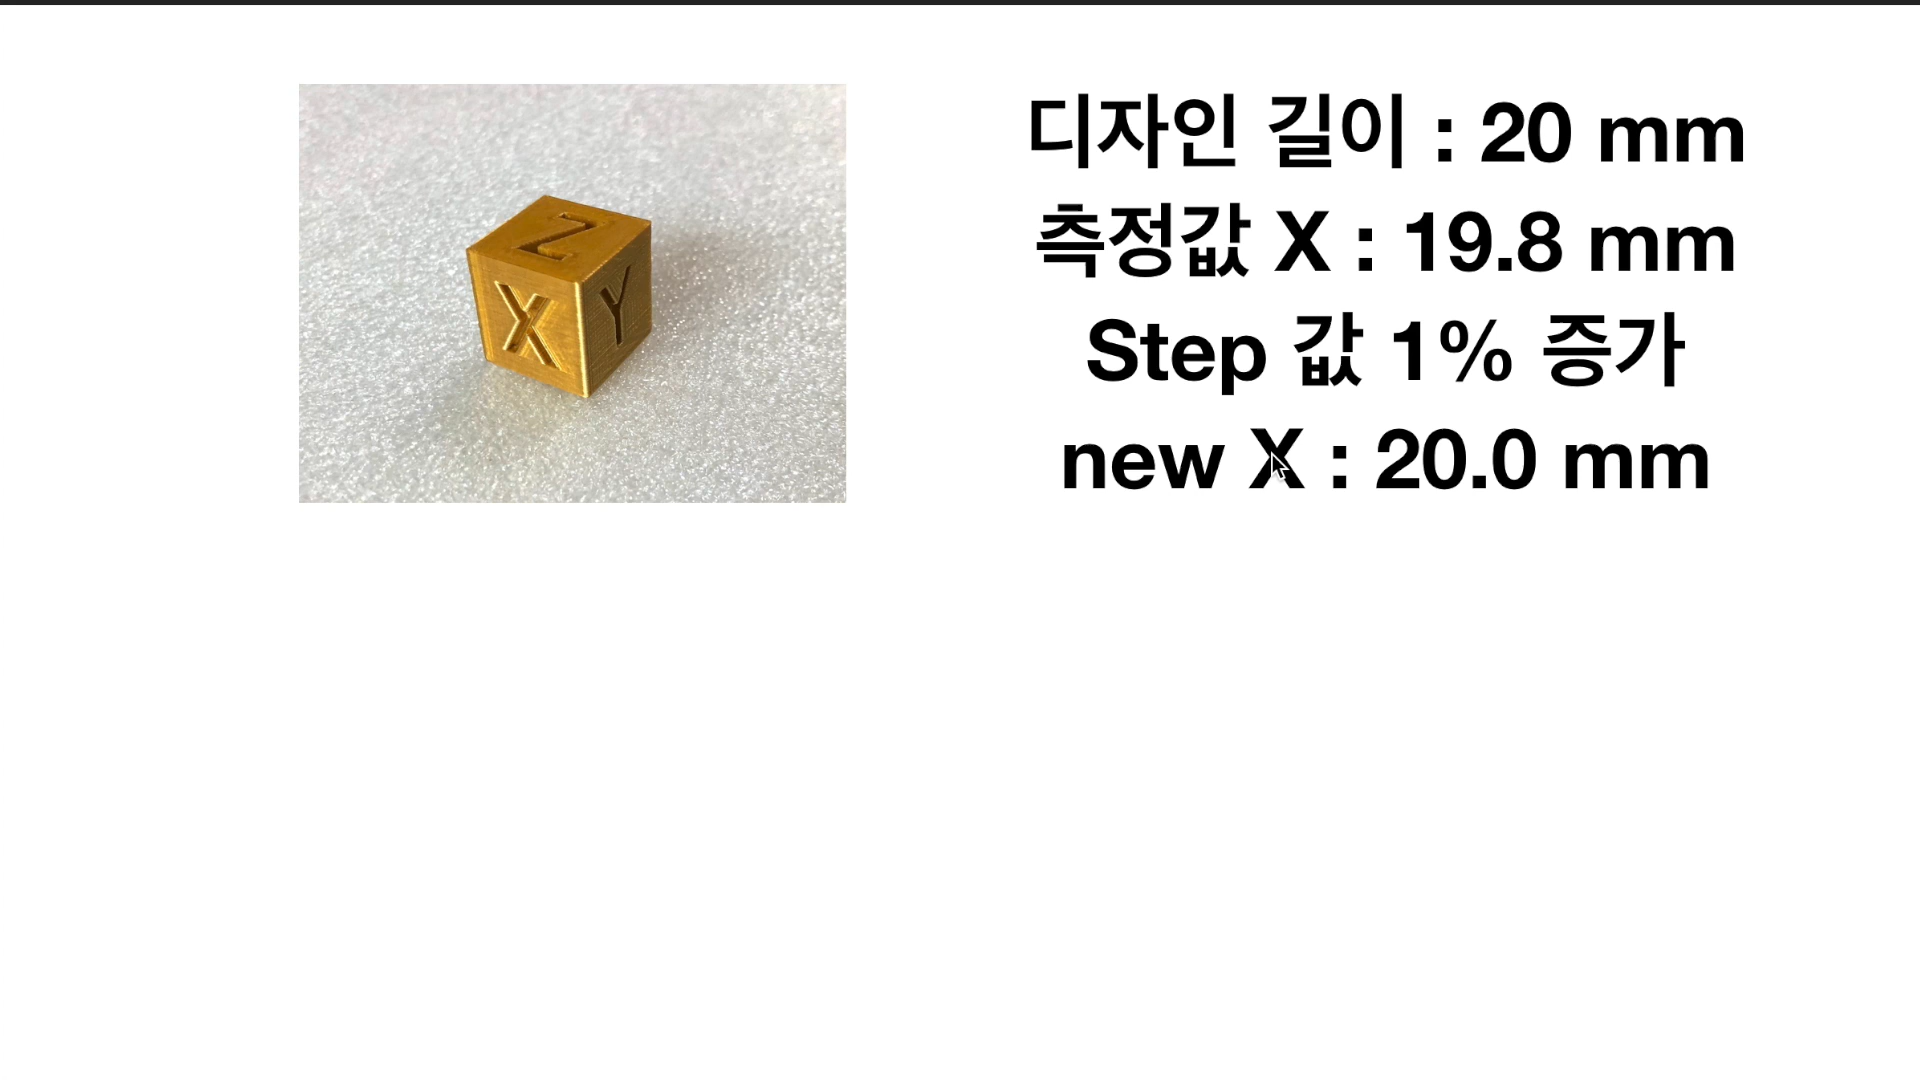 Z
X
Y
디자인 길이 : 20 mm
측정값 X : 19.8 mm
Step 값 1% 증가
new X : 20.0 mm